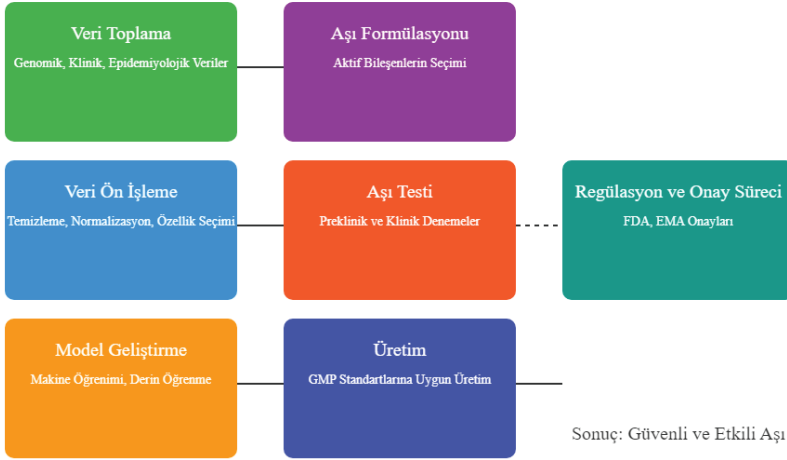 Veri Toplama
Genomik, Klinik, Epidemiyolojik Veriler
Aşı Formülasyonu
Aktif Bileşenlerin Seçimi
Veri Ön İşleme
Temizleme, Normalizasyon, Özellik Seçimi
Aşı Testi
Preklinik ve Klinik Denemeler
Regülasyon ve Onay Süreci
FDA, EMA Onayları
Model Geliştirme
Makine Öğrenimi, Derin Öğrenme
Üretim
GMP Standartlarına Uygun Üretim
Sonuç: Güvenli ve Etkili Aşı